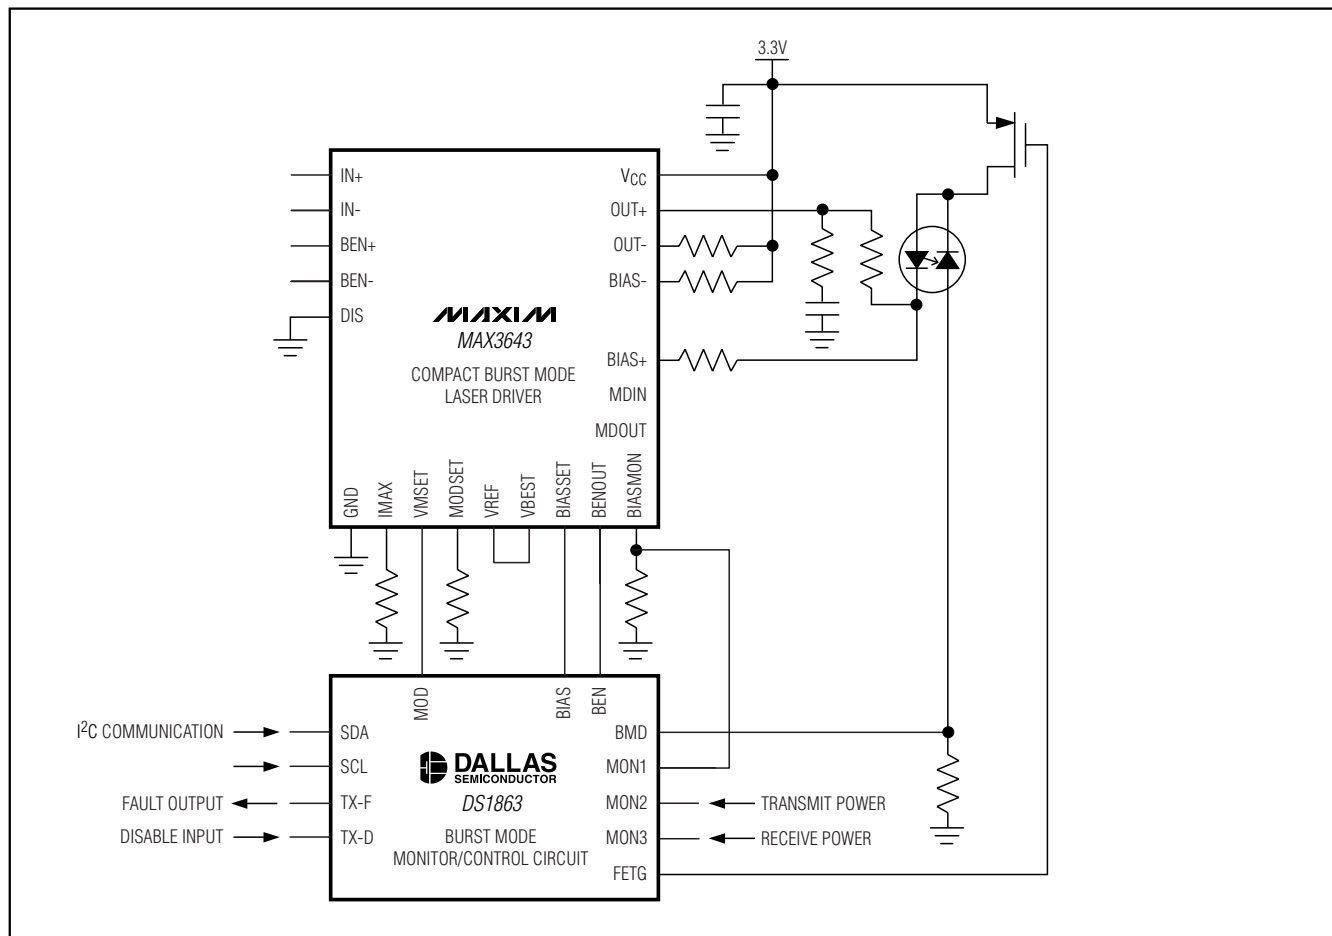 3.3V
IN+
IN-
BEN+
BEN-
DIS
VCC
OUT+
OUT-
BIAS-
BIAS+
MDIN
MDOUT
MAXIM
MAX3643
COMPACT BURST MODE
LASER DRIVER
GND
IMAX
VMSET
MODSET
VREF
VBEST
BIASSET
BENOUT
BIASMON
MOD
BIAS
BEN
I2C COMMUNICATION
FAULT OUTPUT
DISABLE INPUT
SDA
SCL
TX-F
TX-D
DALLAS
SEMICONDUCTOR
DS1863
BURST MODE
MONITOR/CONTROL CIRCUIT
BMD
MON1
MON2
MON3
FETG
TRANSMIT POWER
RECEIVE POWER